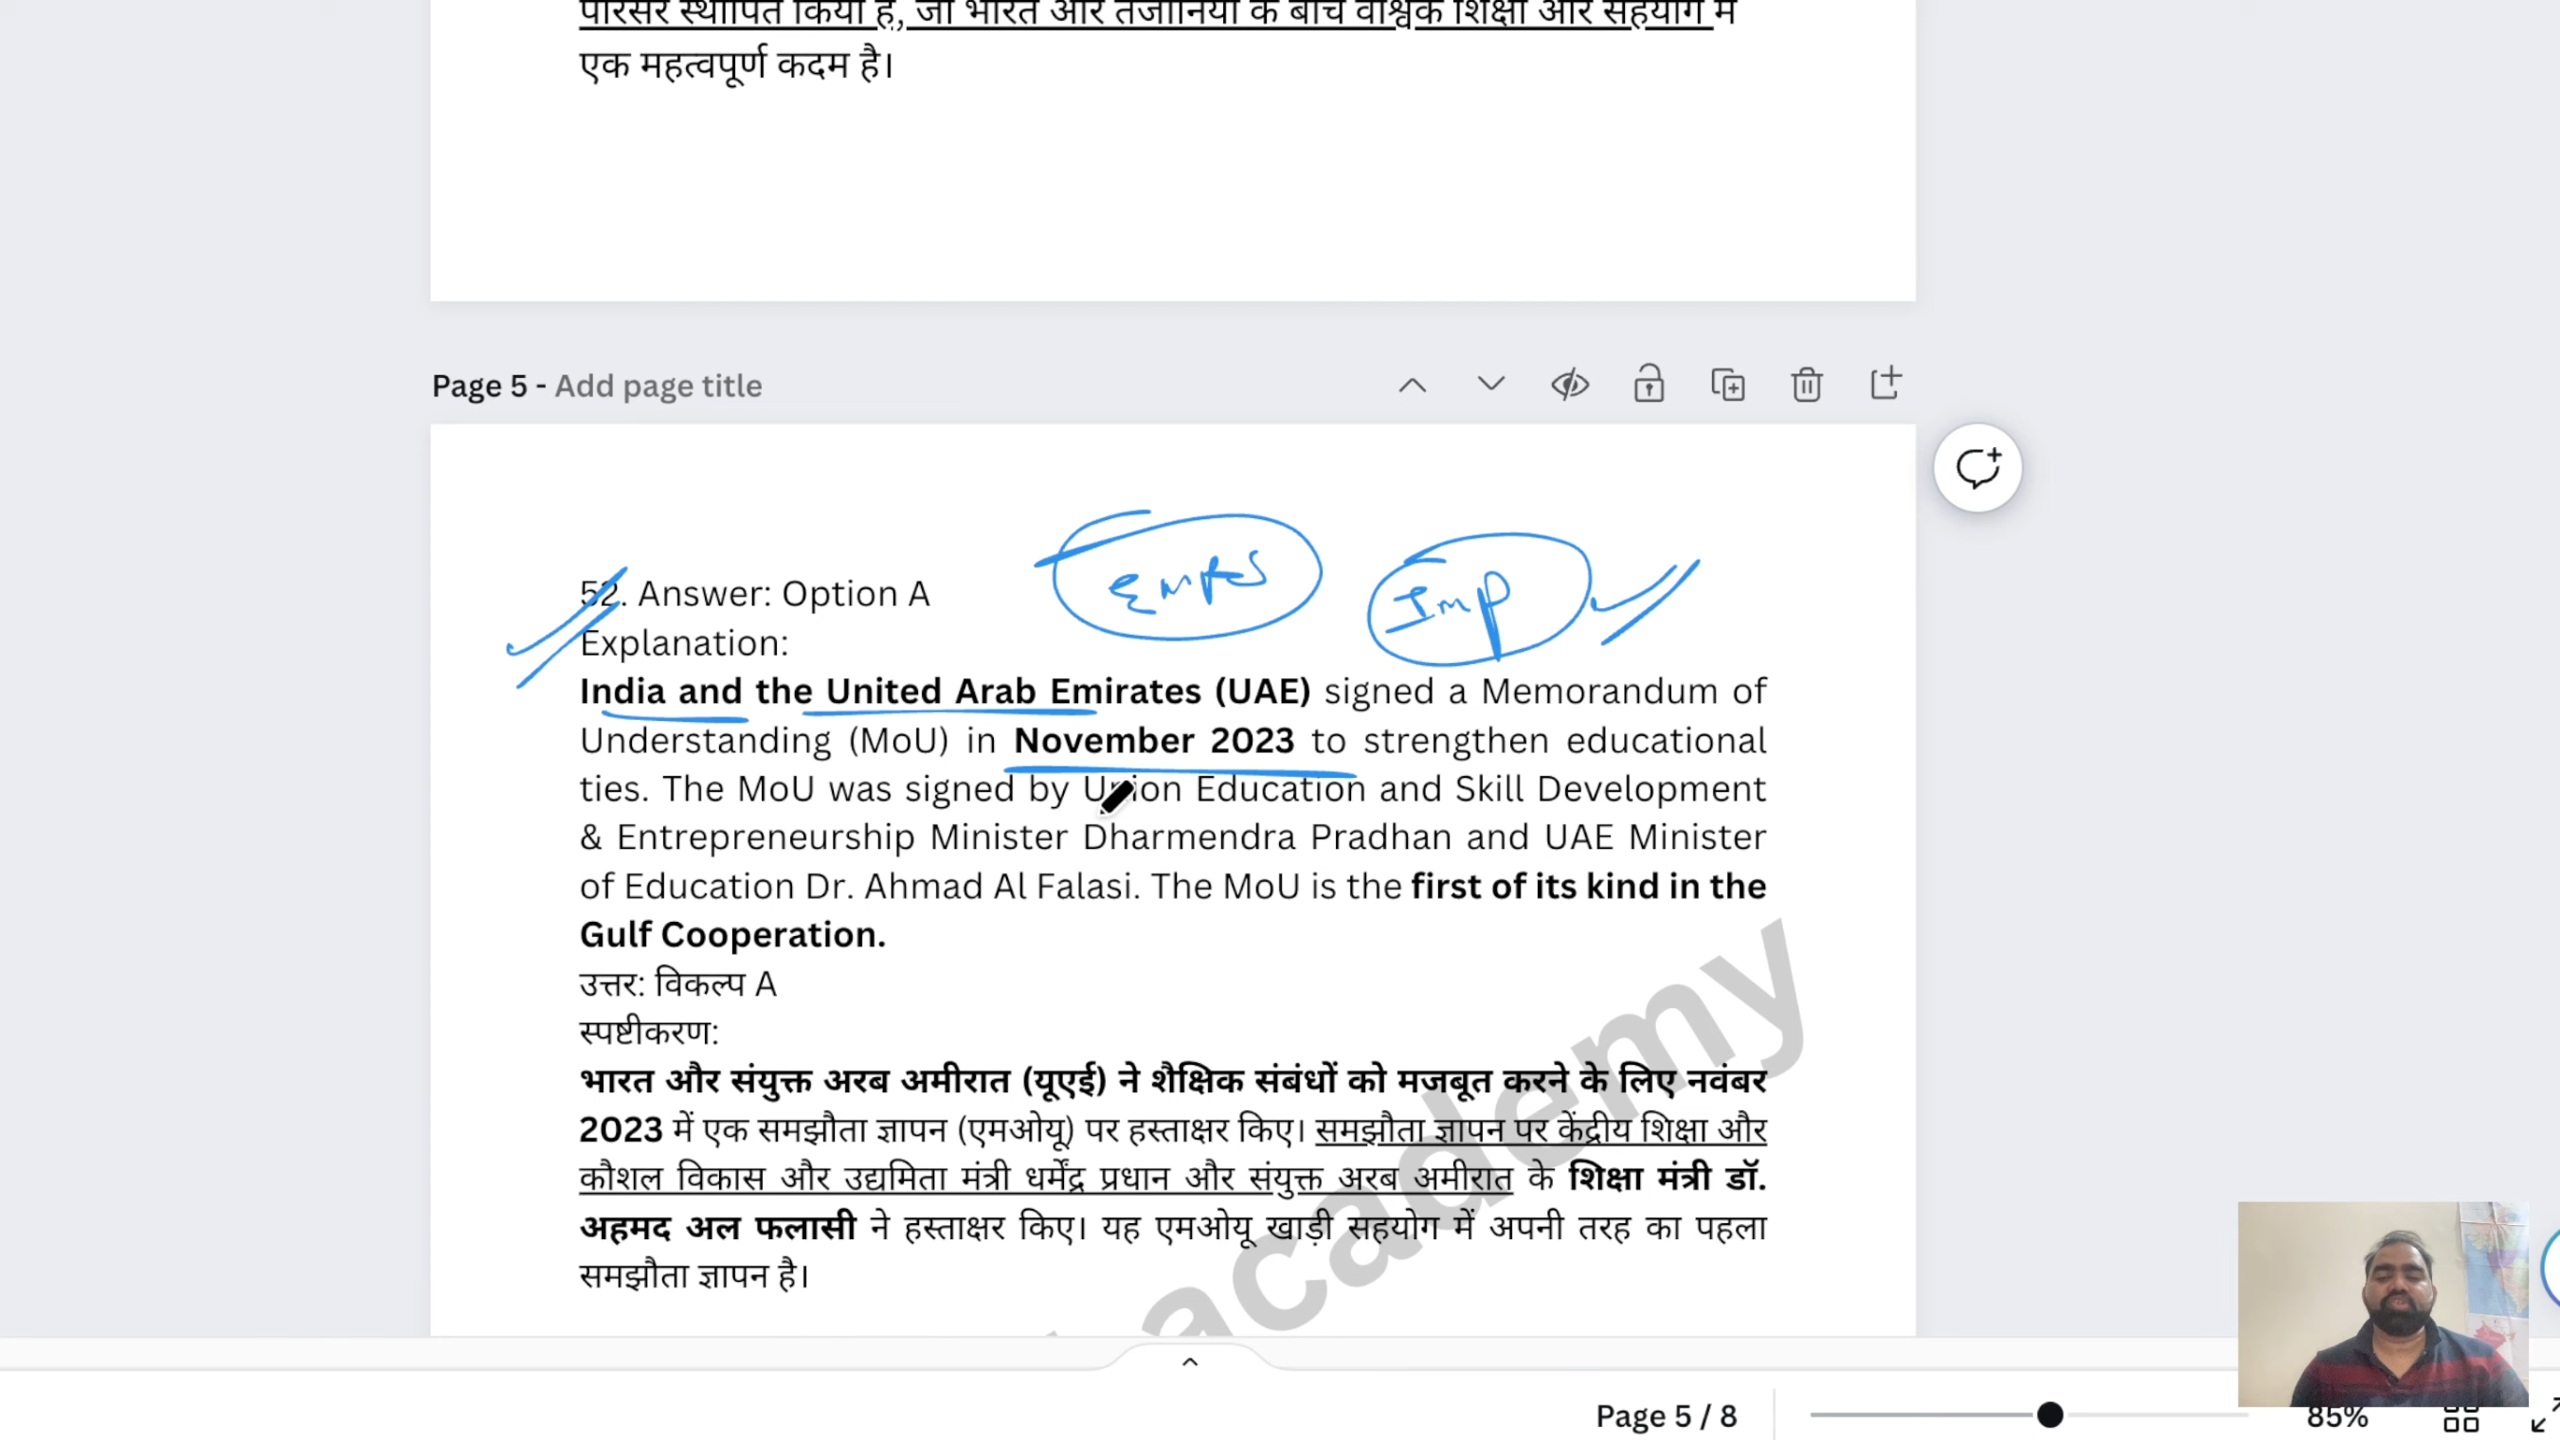 परिसर स्थापित किया है, जो भारत और तंजानिया के बीच वैश्विक शिक्षा और सहयोग में
एक महत्वपूर्ण कदम है।
Page 5 - Add page title
Imp
52. Answer: Option A
Explanation:
India and the United Arab Emirates (UAE) signed a Memorandum of
Understanding (MoU) in November 2023 to strengthen educational
ties. The MoU was signed by Union Education and Skill Development
& Entrepreneurship Minister Dharmendra Pradhan and UAE Minister
of Education Dr. Ahmad Al Falasi. The MoU is the first of its kind in the
Gulf Cooperation.
उत्तर: विकल्प A
स्पष्टीकरण:
भारत और संयुक्त अरब अमीरात (यूएई) ने शैक्षिक संबंधों को मजबूत करने के लिए नवंबर
2023 में एक समझौता ज्ञापन (एमओयू) पर हस्ताक्षर किए। समझौता ज्ञापन पर केंद्रीय शिक्षा और
कौशल विकास और उद्यमिता मंत्री धर्मेंद्र प्रधान और संयुक्त अरब अमीरात के शिक्षा मंत्री डॉ.
अहमद अल फलासी ने हस्ताक्षर किए। यह एमओयू खाड़ी सहयोग में अपनी तरह का पहला
समझौता ज्ञापन है।
academy
Page 5 / 8
85%